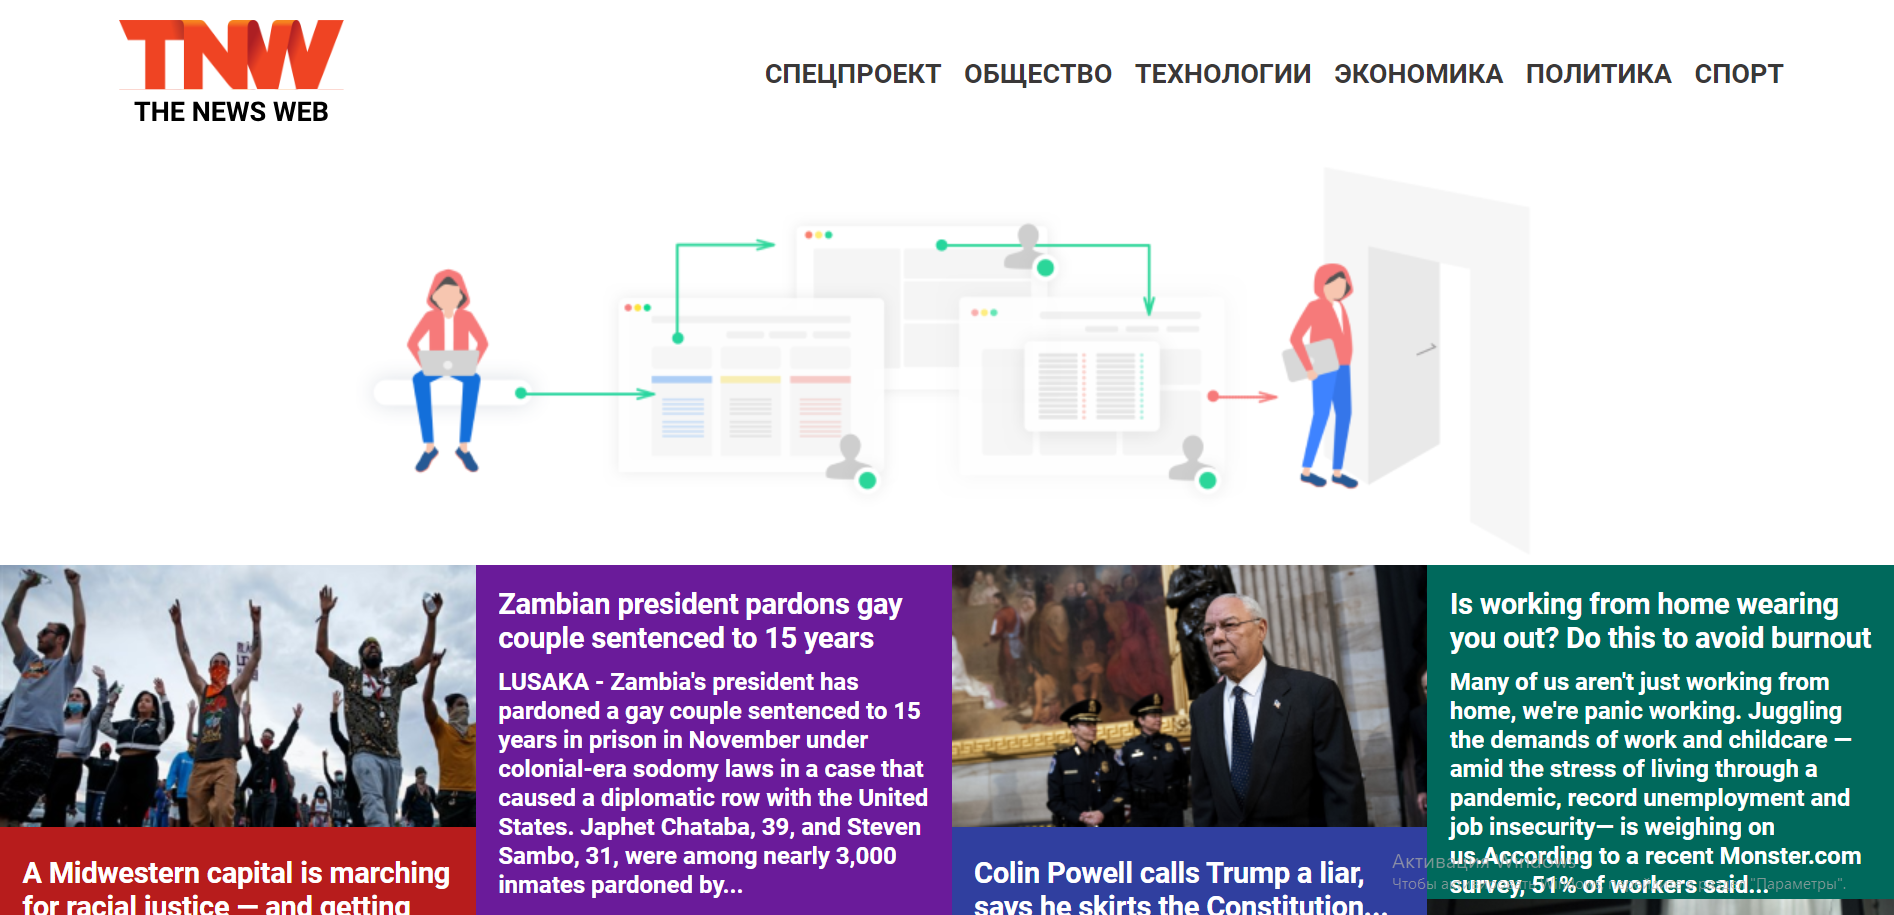 TNW
THE NEWS WEB
СПЕЦПРОЕКТ ОБЩЕСТВО ТЕХНОЛОГИИ ЭКОНОМИКА ПОЛИТИКА СПОРТ
A Midwestern capital is marching
for racial justice — and getting
Zambian president pardons gay
couple sentenced to 15 years
LUSAKA - Zambia's president has
pardoned a gay couple sentenced to 15
years in prison in November under
colonial-era sodomy laws in a case that
caused a diplomatic row with the United
States. Japhet Chataba, 39, and Steven
Sambo, 31, were among nearly 3,000
inmates pardoned by...
Colin Powell calls Trump a liar,
says he skirts the Constitution...
Is working from home wearing
you out? Do this to avoid burnout
Many of us aren't just working from
home, we're panic working. Juggling
the demands of work and childcare —
amid the stress of living through a
pandemic, record unemployment and
job insecurity— is weighing on
us.According to a recent Monster.com
survey, 51% of workers said...
Активация Windows
Чтобы "Параметры".